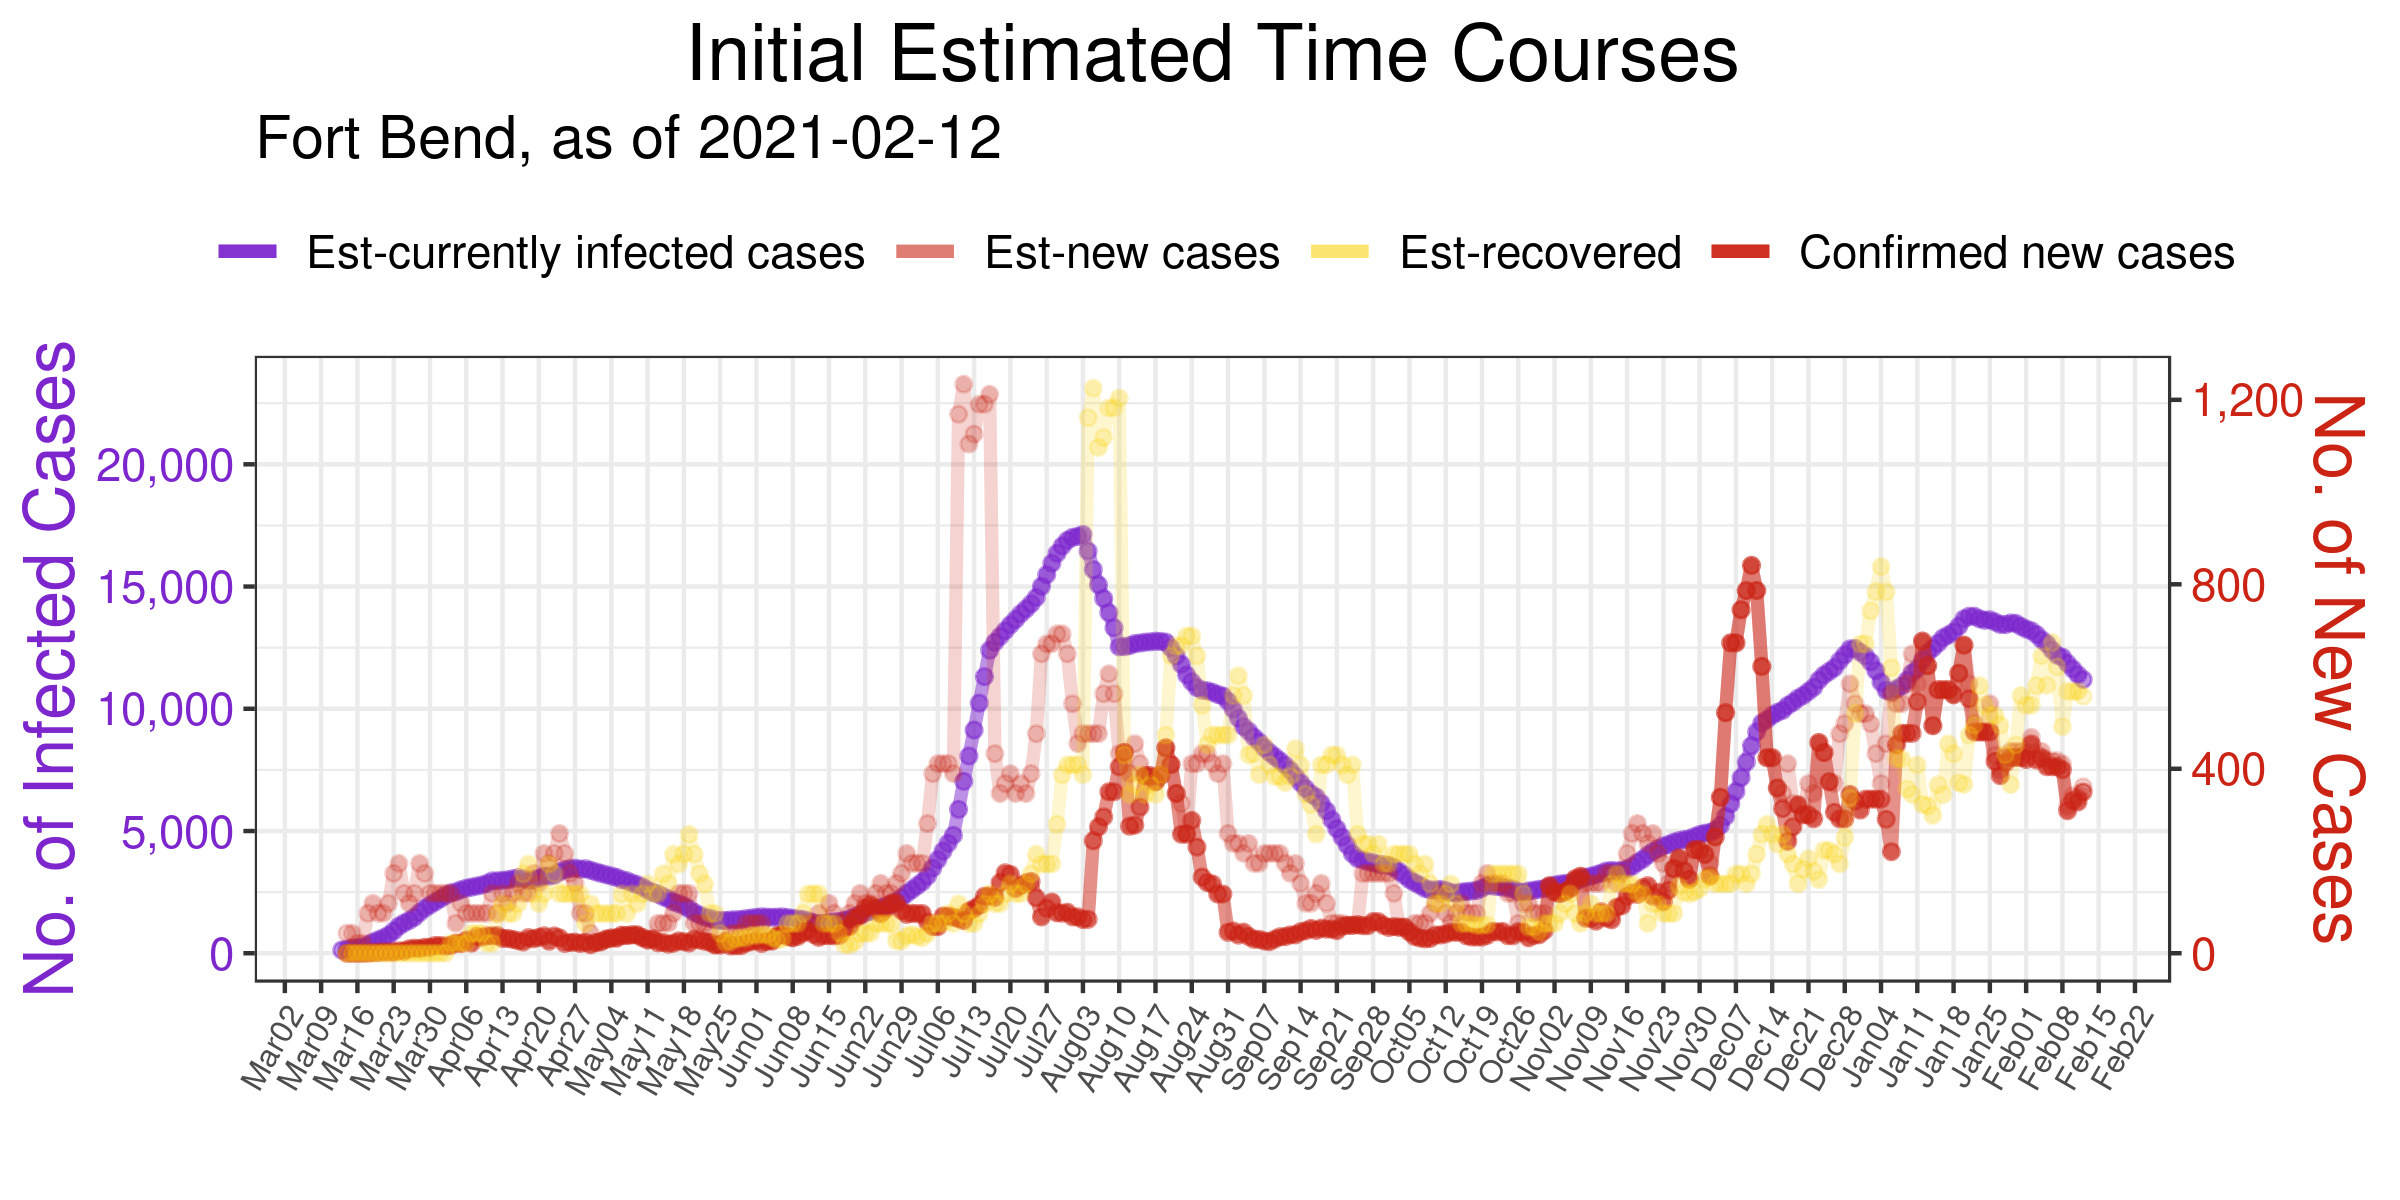 Initial Estimated Time Courses
Fort Bend, as of 2021-02-12
Est-currently infected cases Est-new cases Est-recovered Confirmed new cases
No. of Infected Cases
20,000
15,000
10,000
5,000
0
1,200
800
400
0
No. of New Cases
Mar02 Mar09 Mar16 Mar23 Mar30 Apr06 Apr13 Apr20 Apr27 May04 May11 May18 May25 Jun01 Jun08 Jun15 Jun22 Jun29 Jul06 Jul13 Jul20 Jul27 Aug03 Aug10 Aug17 Aug24 Aug31 Sep07 Sep14 Sep21 Sep28 Oct05 Oct12 Oct19 Oct26 Nov02 Nov09 Nov16 Nov23 Nov30 Dec07 Dec14 Dec21 Dec28 Jan04 Jan11 Jan18 Jan25 Feb01 Feb08 Feb15 Feb22